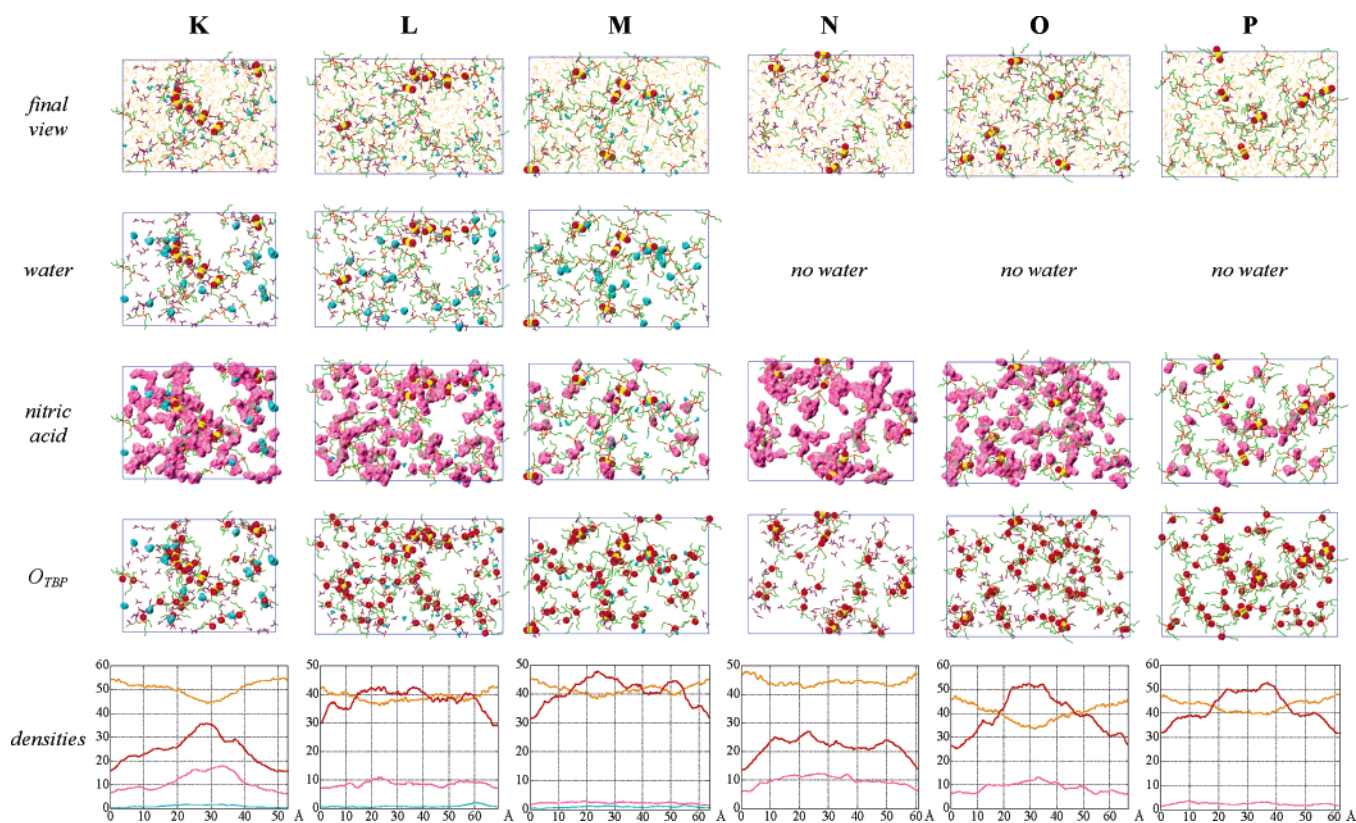 K L M N O P
final view
water no water no water no water
nitric acid
O_TBP
densities
60 50 40 30 20 10 0
50 40 30 20 10 0
50 40 30 20 10 0
50 40 30 20 10 0
60 50 40 30 20 10 0
60 50 40 30 20 10 0
0 10 20 30 40 50 Å
0 10 20 30 40 50 60 Å
0 10 20 30 40 50 60 Å
0 10 20 30 40 50 60 Å
0 10 20 30 40 50 60 Å
0 10 20 30 40 50 60 Å